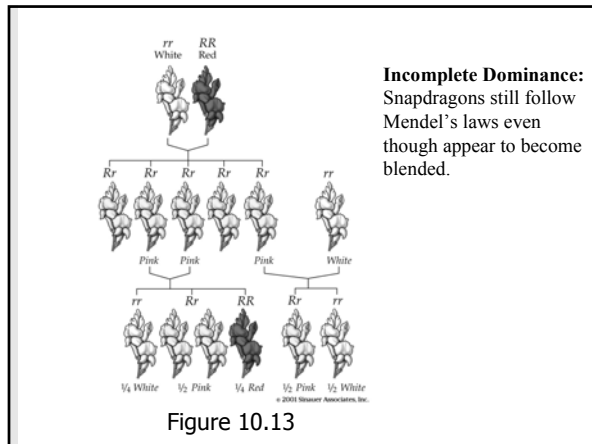 rr RR
White Red
Incomplete Dominance:
Snapdragons still follow
Mendel's laws even
though appear to become
blended.
Rr Rr Rr Rr Rr rr
Pink Pink Pink White
rr Rr RR Rr rr
¼ White ½ Pink ¼ Red ½ Pink ½ White
© 2001 Sinauer Associates, Inc.
Figure 10.13